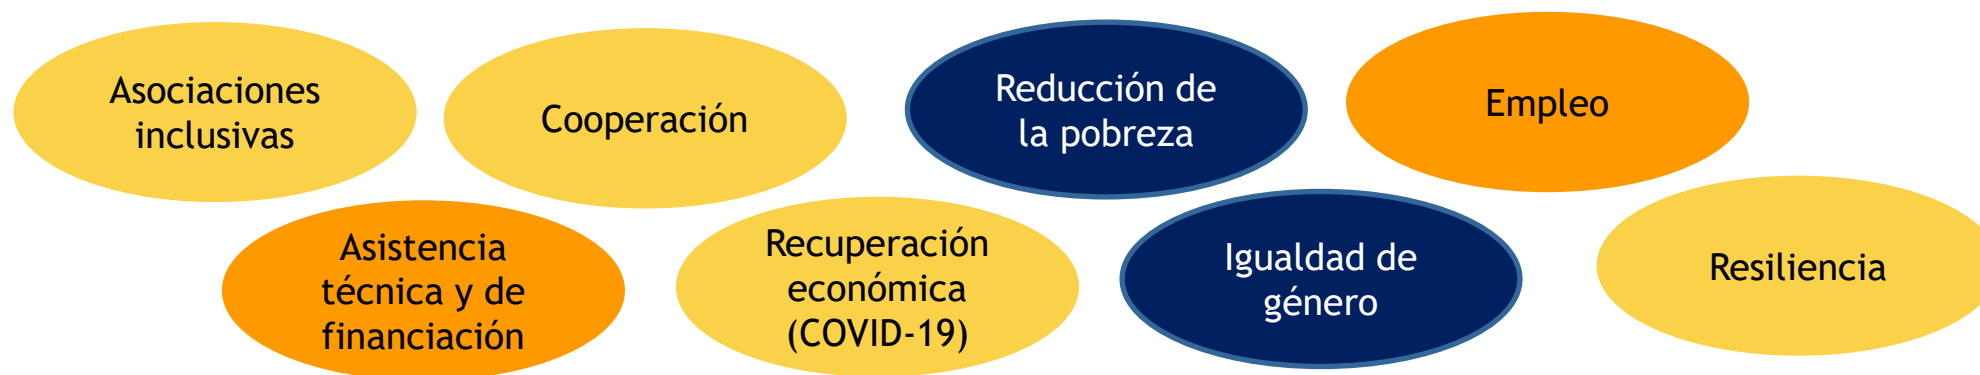 Asociaciones
inclusivas
Cooperación
Reducción de
la pobreza
Empleo
Asistencia
técnica y de
financiación
Recuperación
económica
(COVID-19)
Igualdad de
género
Resiliencia